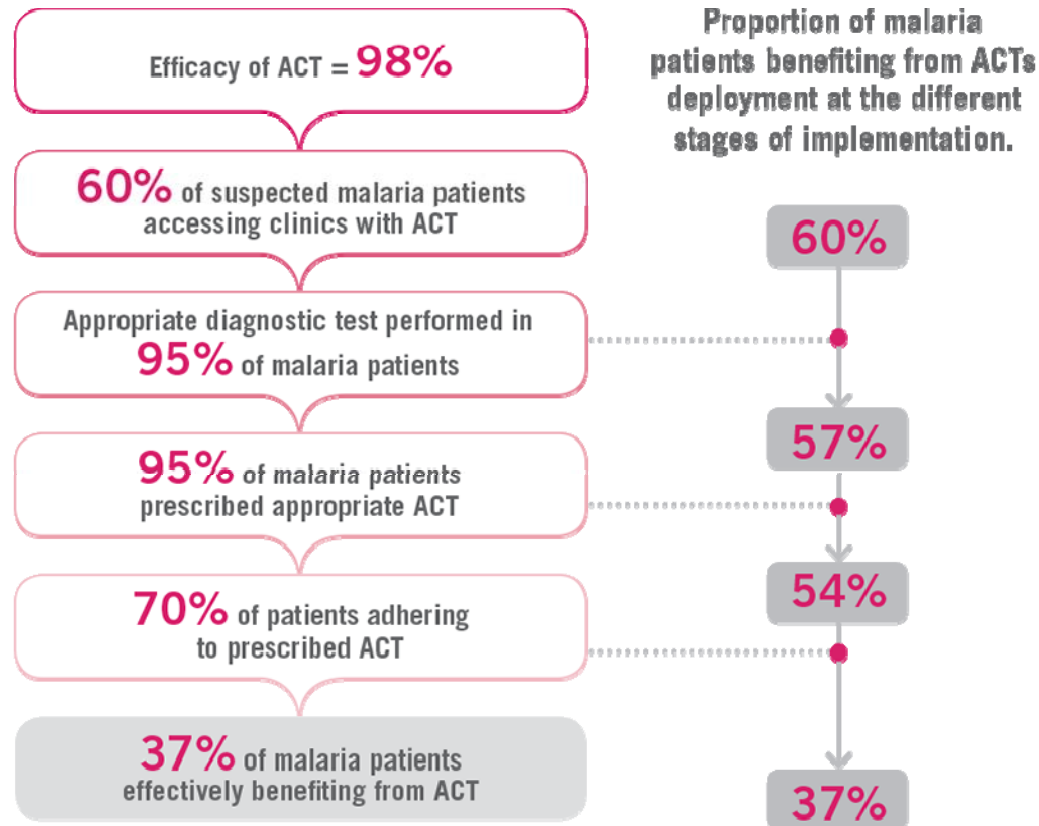 Efficacy of ACT = 98%
60% of suspected malaria patients
accessing clinics with ACT
Appropriate diagnostic test performed in
95% of malaria patients
95% of malaria patients
prescribed appropriate ACT
70% of patients adhering
to prescribed ACT
37% of malaria patients
effectively benefiting from ACT
Proportion of malaria
patients benefiting from ACTs
deployment at the different
stages of implementation.
60%
57%
54%
37%